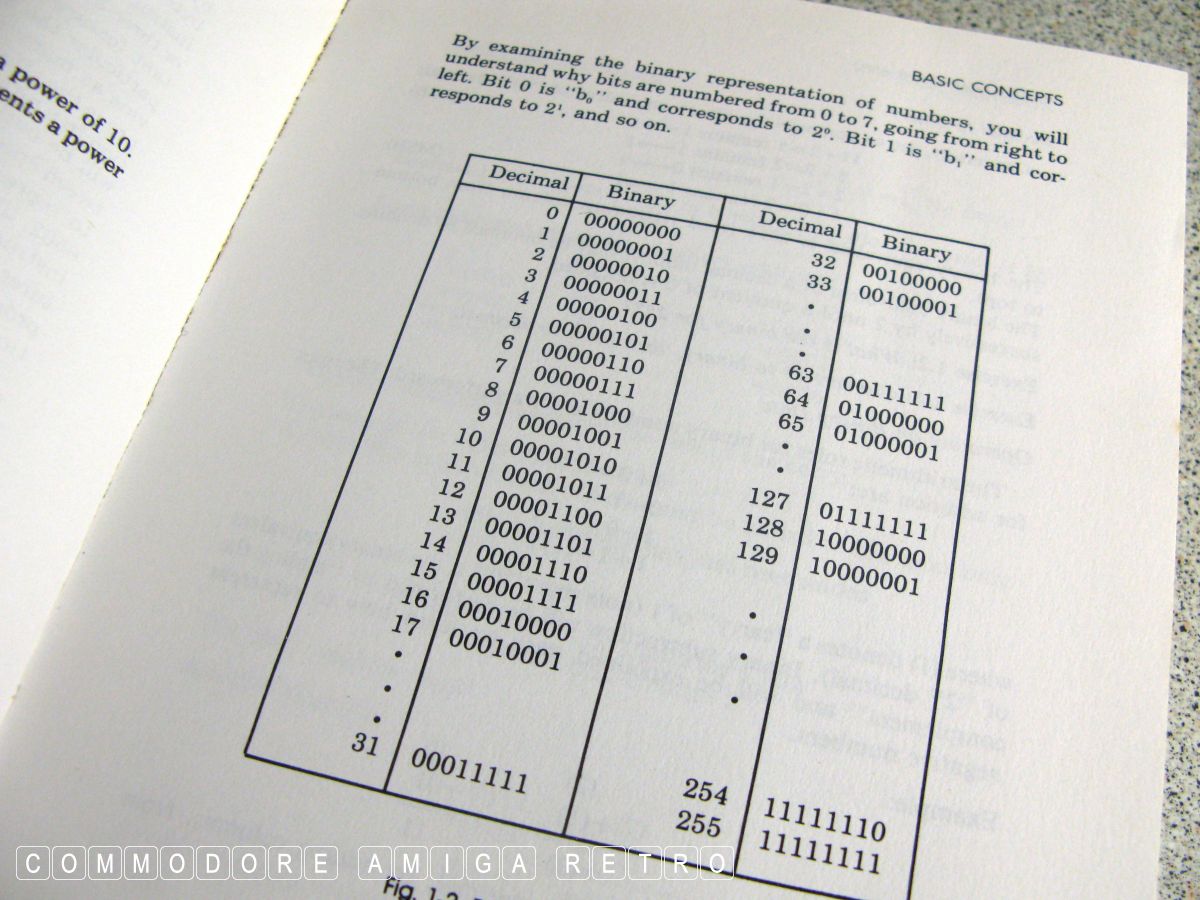 a power of 10.
ents a power
BASIC CONCEPTS
By examining the binary representation of numbers, you will
understand why bits are numbered from 0 to 7, going from right to
left. Bit 0 is “b₀” and corresponds to 2⁰. Bit 1 is “b₁” and cor-
responds to 2¹, and so on.
Decimal Binary Decimal Binary
0 00000000 32 00100000
1 00000001 33 00100001
2 00000010 •
3 00000011 •
4 00000100 •
5 00000101 63 00111111
6 00000110 64 01000000
7 00000111 65 01000001
8 00001000 •
9 00001001 •
10 00001010 127 01111111
11 00001011 128 10000000
12 00001100 129 10000001
13 00001101
14 00001110 •
15 00001111 •
16 00010000 •
17 00010001
•
•
•
31 00011111 254 11111110
255 11111111
Fig. 1.2
COMMODORE AMIGA RETRO